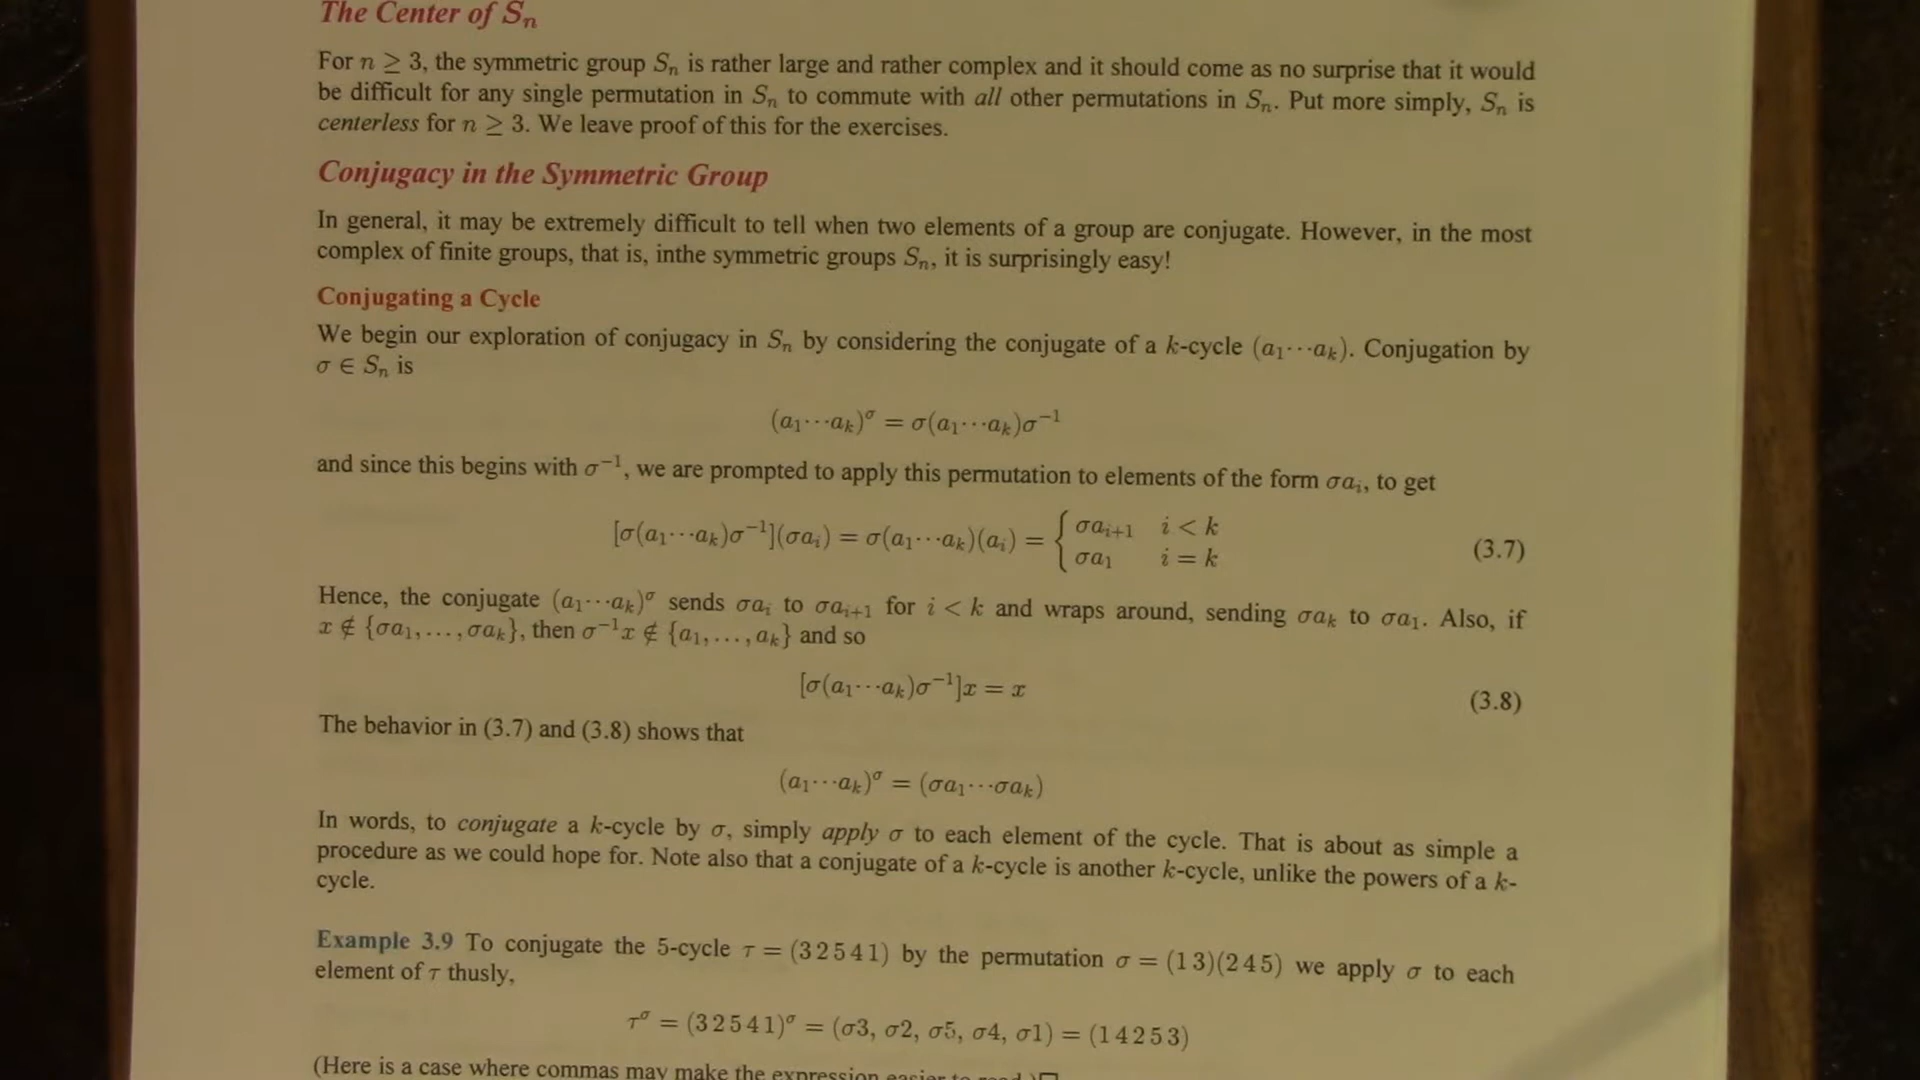 The Center of Sₙ
For n ≥ 3, the symmetric group Sₙ is rather large and rather complex and it should come as no surprise that it would
be difficult for any single permutation in Sₙ to commute with all other permutations in Sₙ. Put more simply, Sₙ is
centerless for n ≥ 3. We leave proof of this for the exercises.
Conjugacy in the Symmetric Group
In general, it may be extremely difficult to tell when two elements of a group are conjugate. However, in the most
complex of finite groups, that is, inthe symmetric groups Sₙ, it is surprisingly easy!
Conjugating a Cycle
We begin our exploration of conjugacy in Sₙ by considering the conjugate of a k-cycle (a₁⋯aₖ). Conjugation by
σ ∈ Sₙ is
(a₁⋯aₖ)^σ = σ(a₁⋯aₖ)σ⁻¹
and since this begins with σ⁻¹, we are prompted to apply this permutation to elements of the form σaᵢ, to get
[σ(a₁⋯aₖ)σ⁻¹](σaᵢ) = σ(a₁⋯aₖ)(aᵢ) = { σaᵢ₊₁ i < k
σa₁ i = k (3.7)
Hence, the conjugate (a₁⋯aₖ)^σ sends σaᵢ to σaᵢ₊₁ for i < k and wraps around, sending σaₖ to σa₁. Also, if
x ∉ {σa₁, …, σaₖ}, then σ⁻¹x ∉ {a₁, …, aₖ} and so
[σ(a₁⋯aₖ)σ⁻¹]x = x (3.8)
The behavior in (3.7) and (3.8) shows that
(a₁⋯aₖ)^σ = (σa₁⋯σaₖ)
In words, to conjugate a k-cycle by σ, simply apply σ to each element of the cycle. That is about as simple a
procedure as we could hope for. Note also that a conjugate of a k-cycle is another k-cycle, unlike the powers of a k-
cycle.
Example 3.9 To conjugate the 5-cycle τ = (3 2 5 4 1) by the permutation σ = (1 3)(2 4 5) we apply σ to each
element of τ thusly,
τ^σ = (3 2 5 4 1)^σ = (σ3, σ2, σ5, σ4, σ1) = (1 4 2 5 3)
(Here is a case where commas may make the expression easier to read.)□